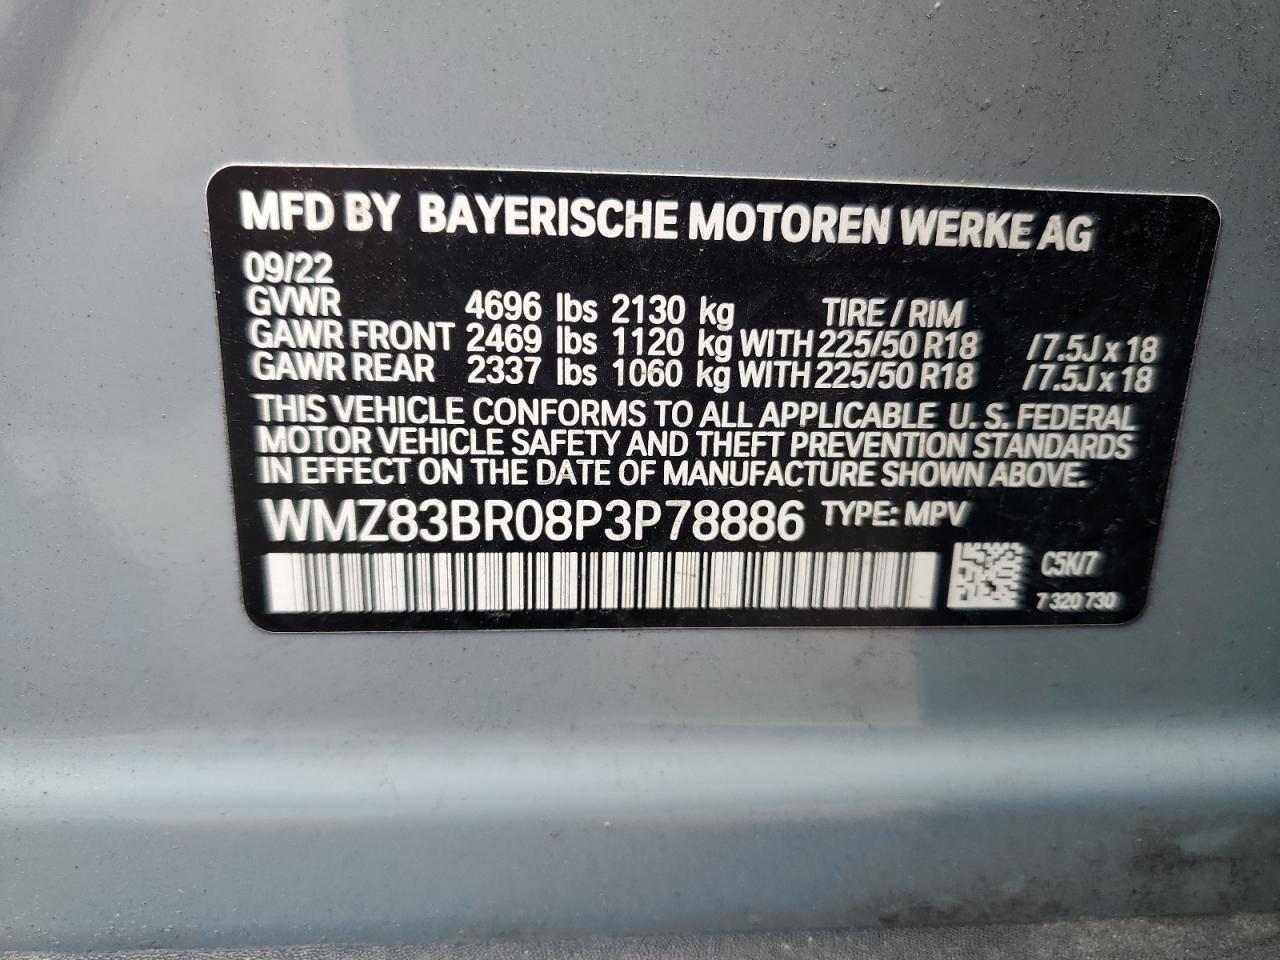 MFD BY BAYERISCHE MOTOREN WERKE AG
09/22
GVWR 4696 lbs 2130 kg TIRE / RIM
GAWR FRONT 2469 lbs 1120 kg WITH 225/50 R18 /7.5J x 18
GAWR REAR 2337 lbs 1060 kg WITH 225/50 R18 /7.5J x 18
THIS VEHICLE CONFORMS TO ALL APPLICABLE U.S. FEDERAL
MOTOR VEHICLE SAFETY AND THEFT PREVENTION STANDARDS
IN EFFECT ON THE DATE OF MANUFACTURE SHOWN ABOVE.
WMZ83BR08P3P78886 TYPE: MPV
C5K/7
7 320 730